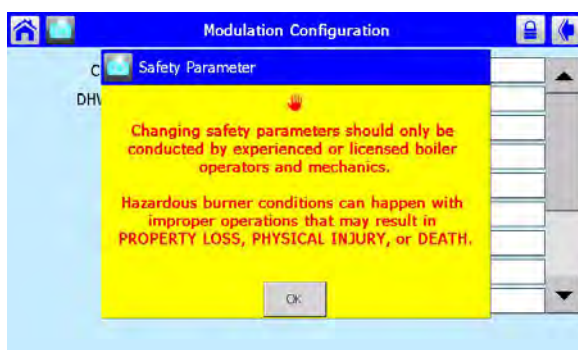 Modulation Configuration
Safety Parameter
C
DHW
Changing safety parameters should only be
conducted by experienced or licensed boiler
operators and mechanics.
Hazardous burner conditions can happen with
improper operations that may result in
PROPERTY LOSS, PHYSICAL INJURY, or DEATH.
OK